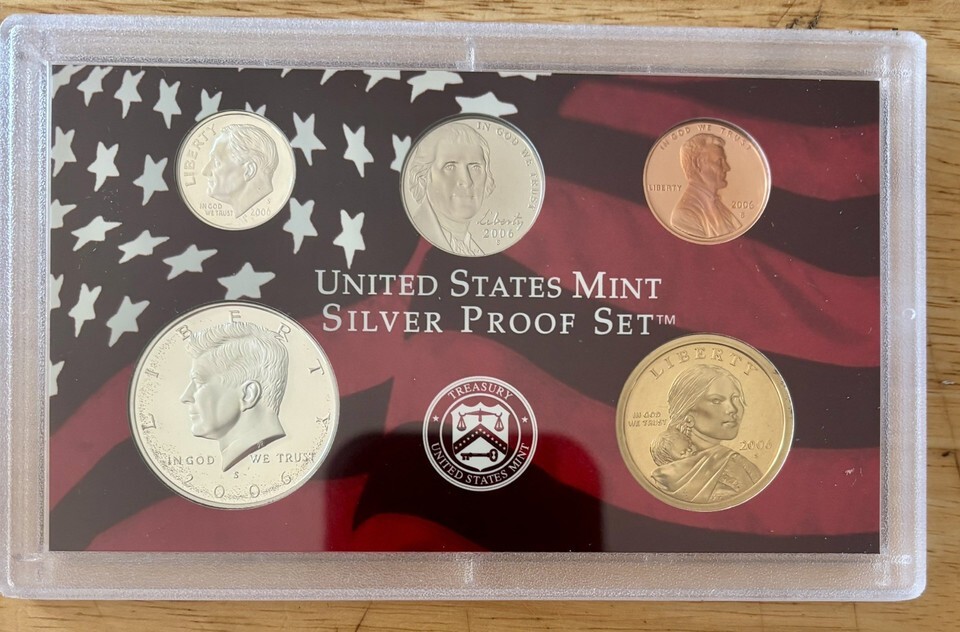 LIBERTY
IN GOD
WE TRUST
2006
S
IN GOD WE TRUST
Liberty
2006
S
IN GOD WE TRUST
LIBERTY
2006
S
UNITED STATES MINT
SILVER PROOF SET™
LIBERTY
IN GOD WE TRUST
S
2006
TREASURY
UNITED STATES MINT
LIBERTY
IN GOD
WE TRUST
2006
S